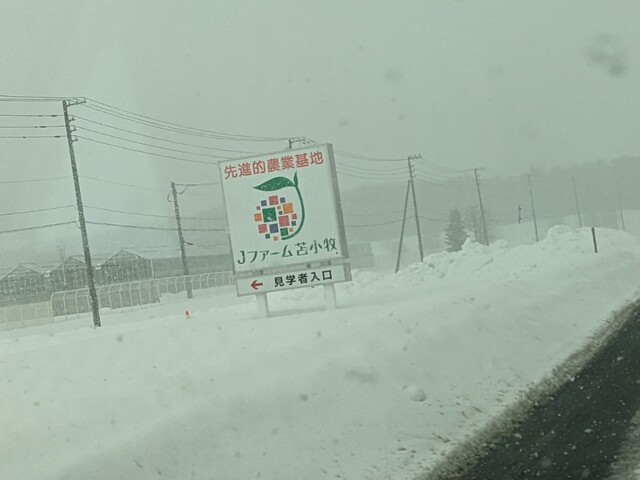 先進的農業基地
Jファーム苫小牧
← 見学者入口